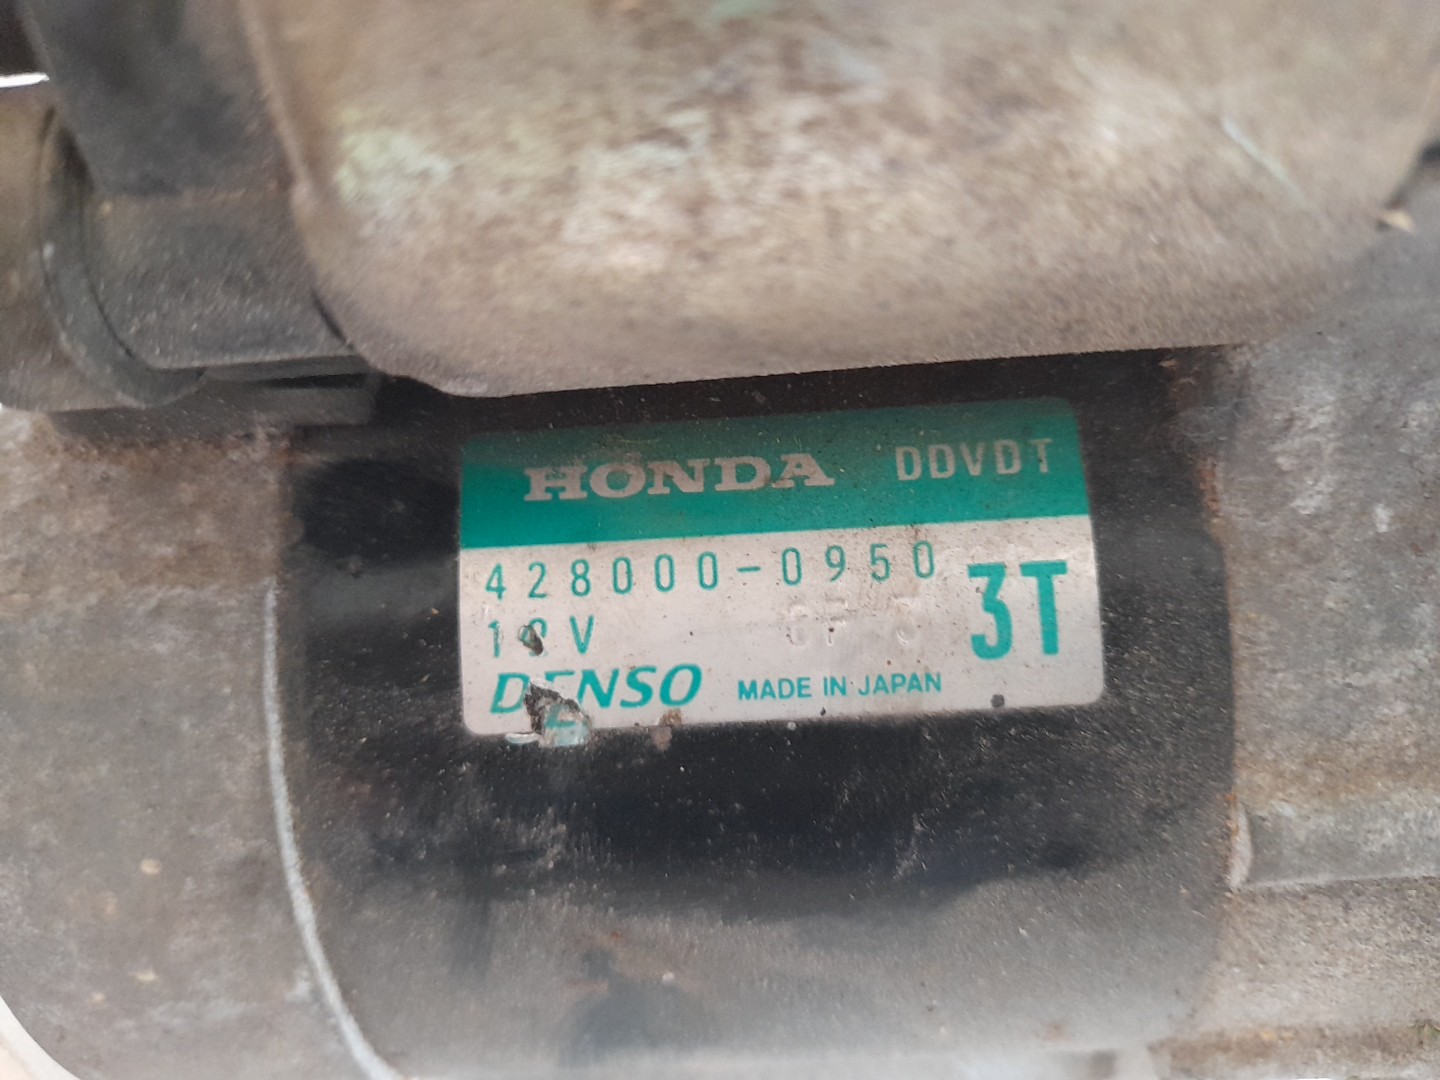 HONDA DDVDT
428000-0950
3T
DENSO MADE IN JAPAN